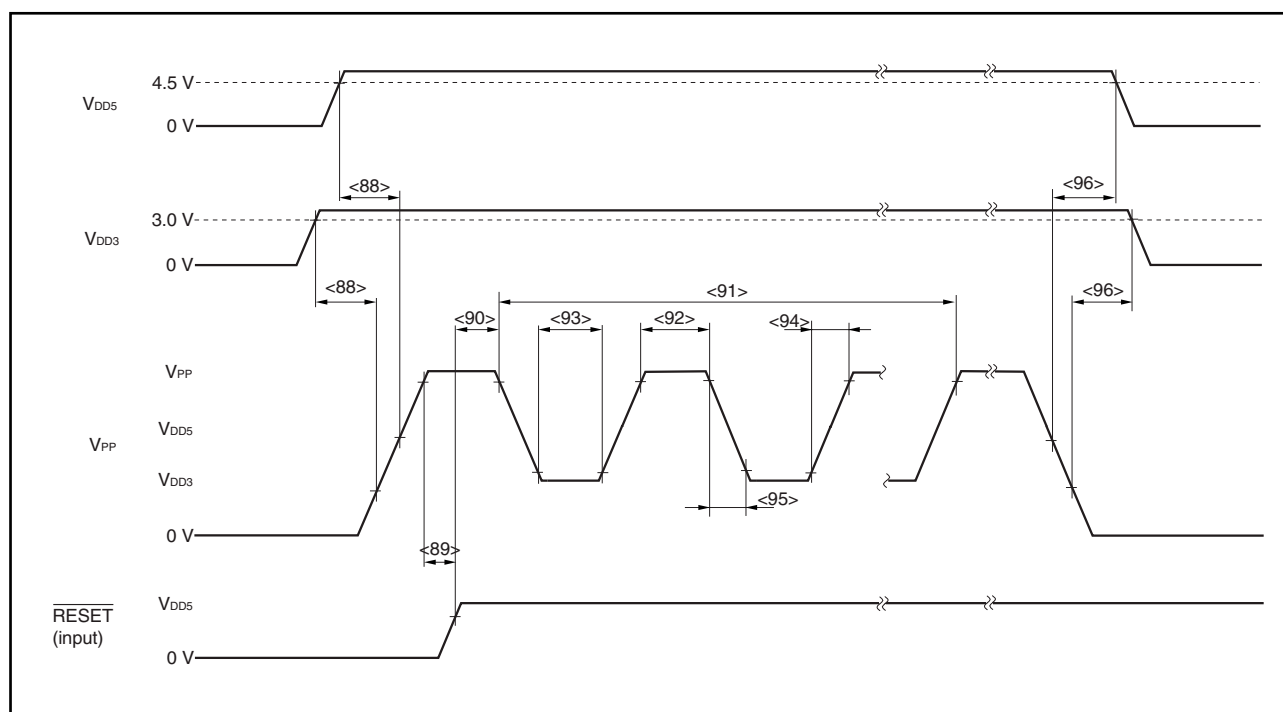 4.5 V
VDD5
0 V
<88>
<96>
3.0 V
VDD3
0 V
<88>
<91>
<96>
<90>
<93>
<92>
<94>
VPP
VDD5
VPP
VDD3
<95>
0 V
<89>
VDD5
RESET
(input)
0 V